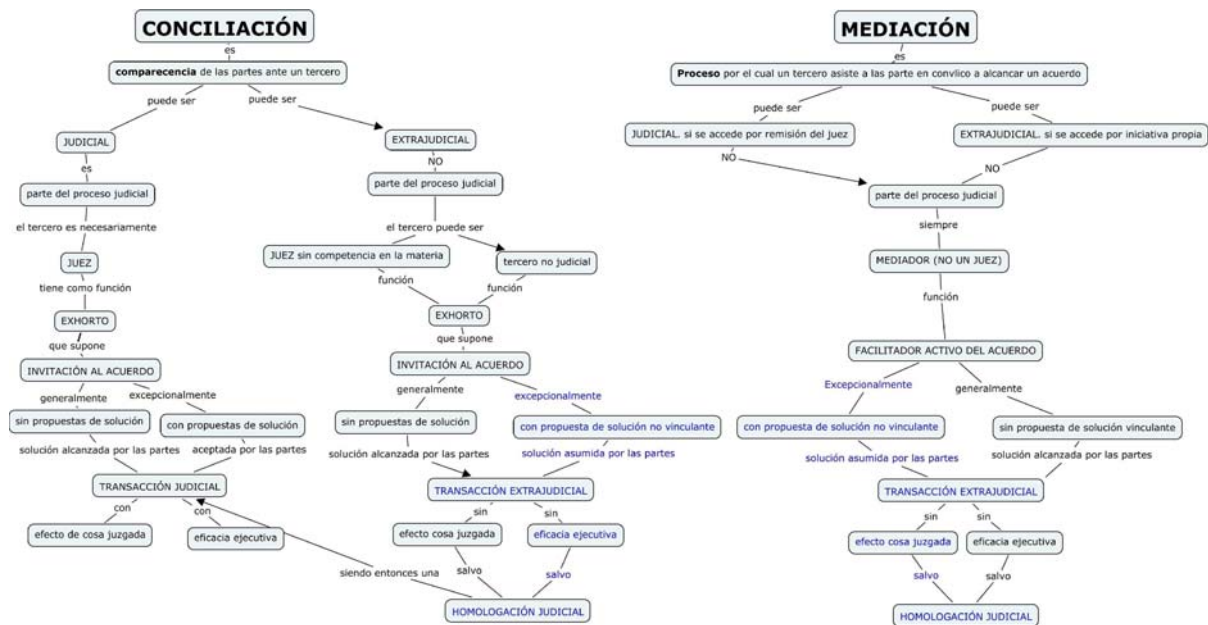 CONCILIACIÓN
es
comparecencia de las partes ante un tercero
puede ser
puede ser
JUDICIAL
EXTRAJUDICIAL
es
NO
parte del proceso judicial
parte del proceso judicial
el tercero es necesariamente
el tercero puede ser
JUEZ
JUEZ sin competencia en la materia
tercero no judicial
tiene como función
función
función
EXHORTO
EXHORTO
que supone
que supone
INVITACIÓN AL ACUERDO
INVITACIÓN AL ACUERDO
generalmente
excepcionalmente
generalmente
excepcionalmente
sin propuestas de solución
con propuestas de solución
sin propuestas de solución
con propuesta de solución no vinculante
solución alcanzada por las partes
aceptada por las partes
solución alcanzada por las partes
solución asumida por las partes
TRANSACCIÓN JUDICIAL
TRANSACCIÓN EXTRAJUDICIAL
con
con
sin
sin
efecto de cosa juzgada
eficacia ejecutiva
efecto cosa juzgada
eficacia ejecutiva
siendo entonces una
salvo
salvo
HOMOLOGACIÓN JUDICIAL
MEDIACIÓN
es
Proceso por el cual un tercero asiste a las parte en convlico a alcancar un acuerdo
puede ser
puede ser
JUDICIAL. si se accede por remisión del juez
EXTRAJUDICIAL. si se accede por iniciativa propia
NO
NO
parte del proceso judicial
siempre
MEDIADOR (NO UN JUEZ)
función
FACILITADOR ACTIVO DEL ACUERDO
Excepcionalmente
generalmente
con propuesta de solución no vinculante
sin propuesta de solución vinculante
solución asumida por las partes
solución alcanzada por las partes
TRANSACCIÓN EXTRAJUDICIAL
sin
sin
efecto cosa juzgada
eficacia ejecutiva
salvo
salvo
HOMOLOGACIÓN JUDICIAL